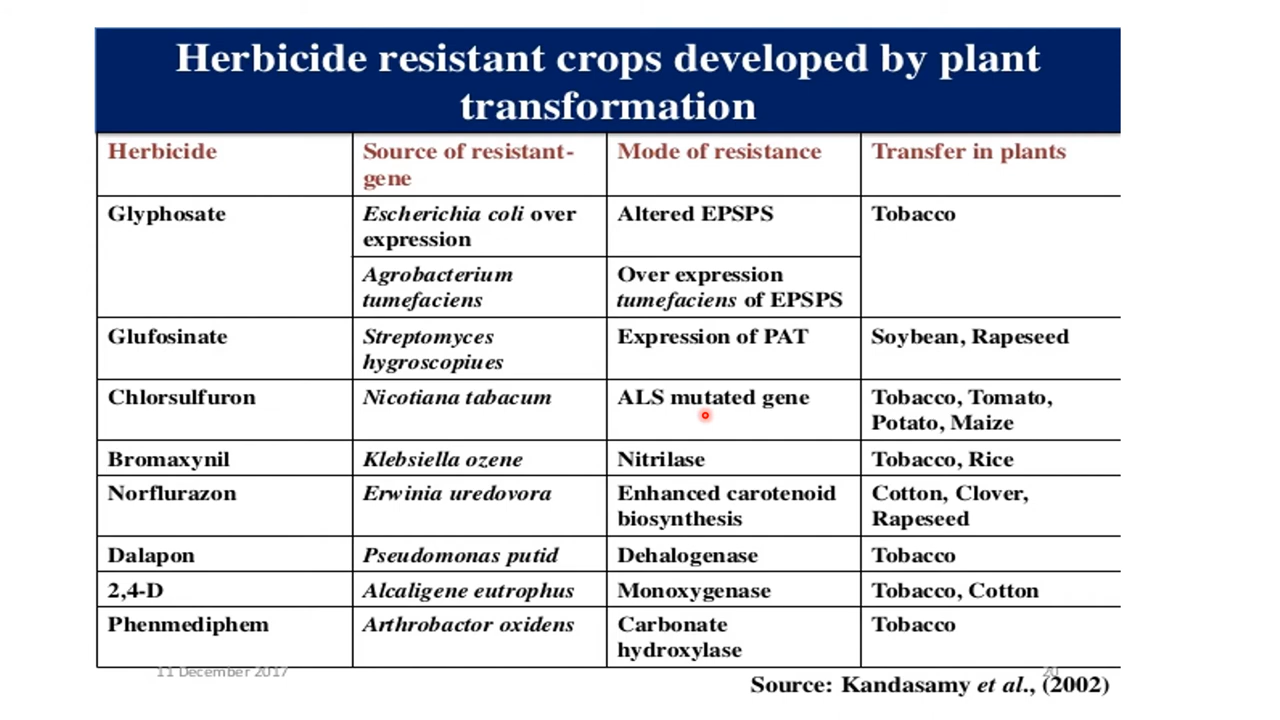 Herbicide resistant crops developed by plant
transformation
Herbicide
Source of resistant-
gene
Mode of resistance
Transfer in plants
Glyphosate
Escherichia coli over
expression
Altered EPSPS
Tobacco
Agrobacterium
tumefaciens
Over expression
tumefaciens of EPSPS
Glufosinate
Streptomyces
hygroscopiues
Expression of PAT
Soybean, Rapeseed
Chlorsulfuron
Nicotiana tabacum
ALS mutated gene
Tobacco, Tomato,
Potato, Maize
Bromaxynil
Klebsiella ozene
Nitrilase
Tobacco, Rice
Norflurazon
Erwinia uredovora
Enhanced carotenoid
biosynthesis
Cotton, Clover,
Rapeseed
Dalapon
Pseudomonas putid
Dehalogenase
Tobacco
2,4-D
Alcaligene eutrophus
Monoxygenase
Tobacco, Cotton
Phenmediphem
Arthrobactor oxidens
Carbonate
hydroxylase
Tobacco
11 December 2017
20
Source: Kandasamy et al., (2002)